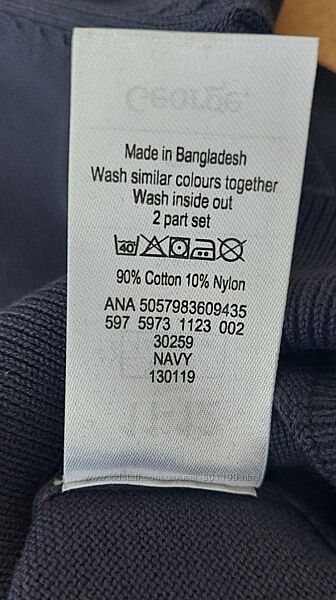 George
Made in Bangladesh
Wash similar colours together
Wash inside out
2 part set
40°
90% Cotton 10% Nylon
ANA 5057983609435
597 5973 1123 002
30259
NAVY
130119